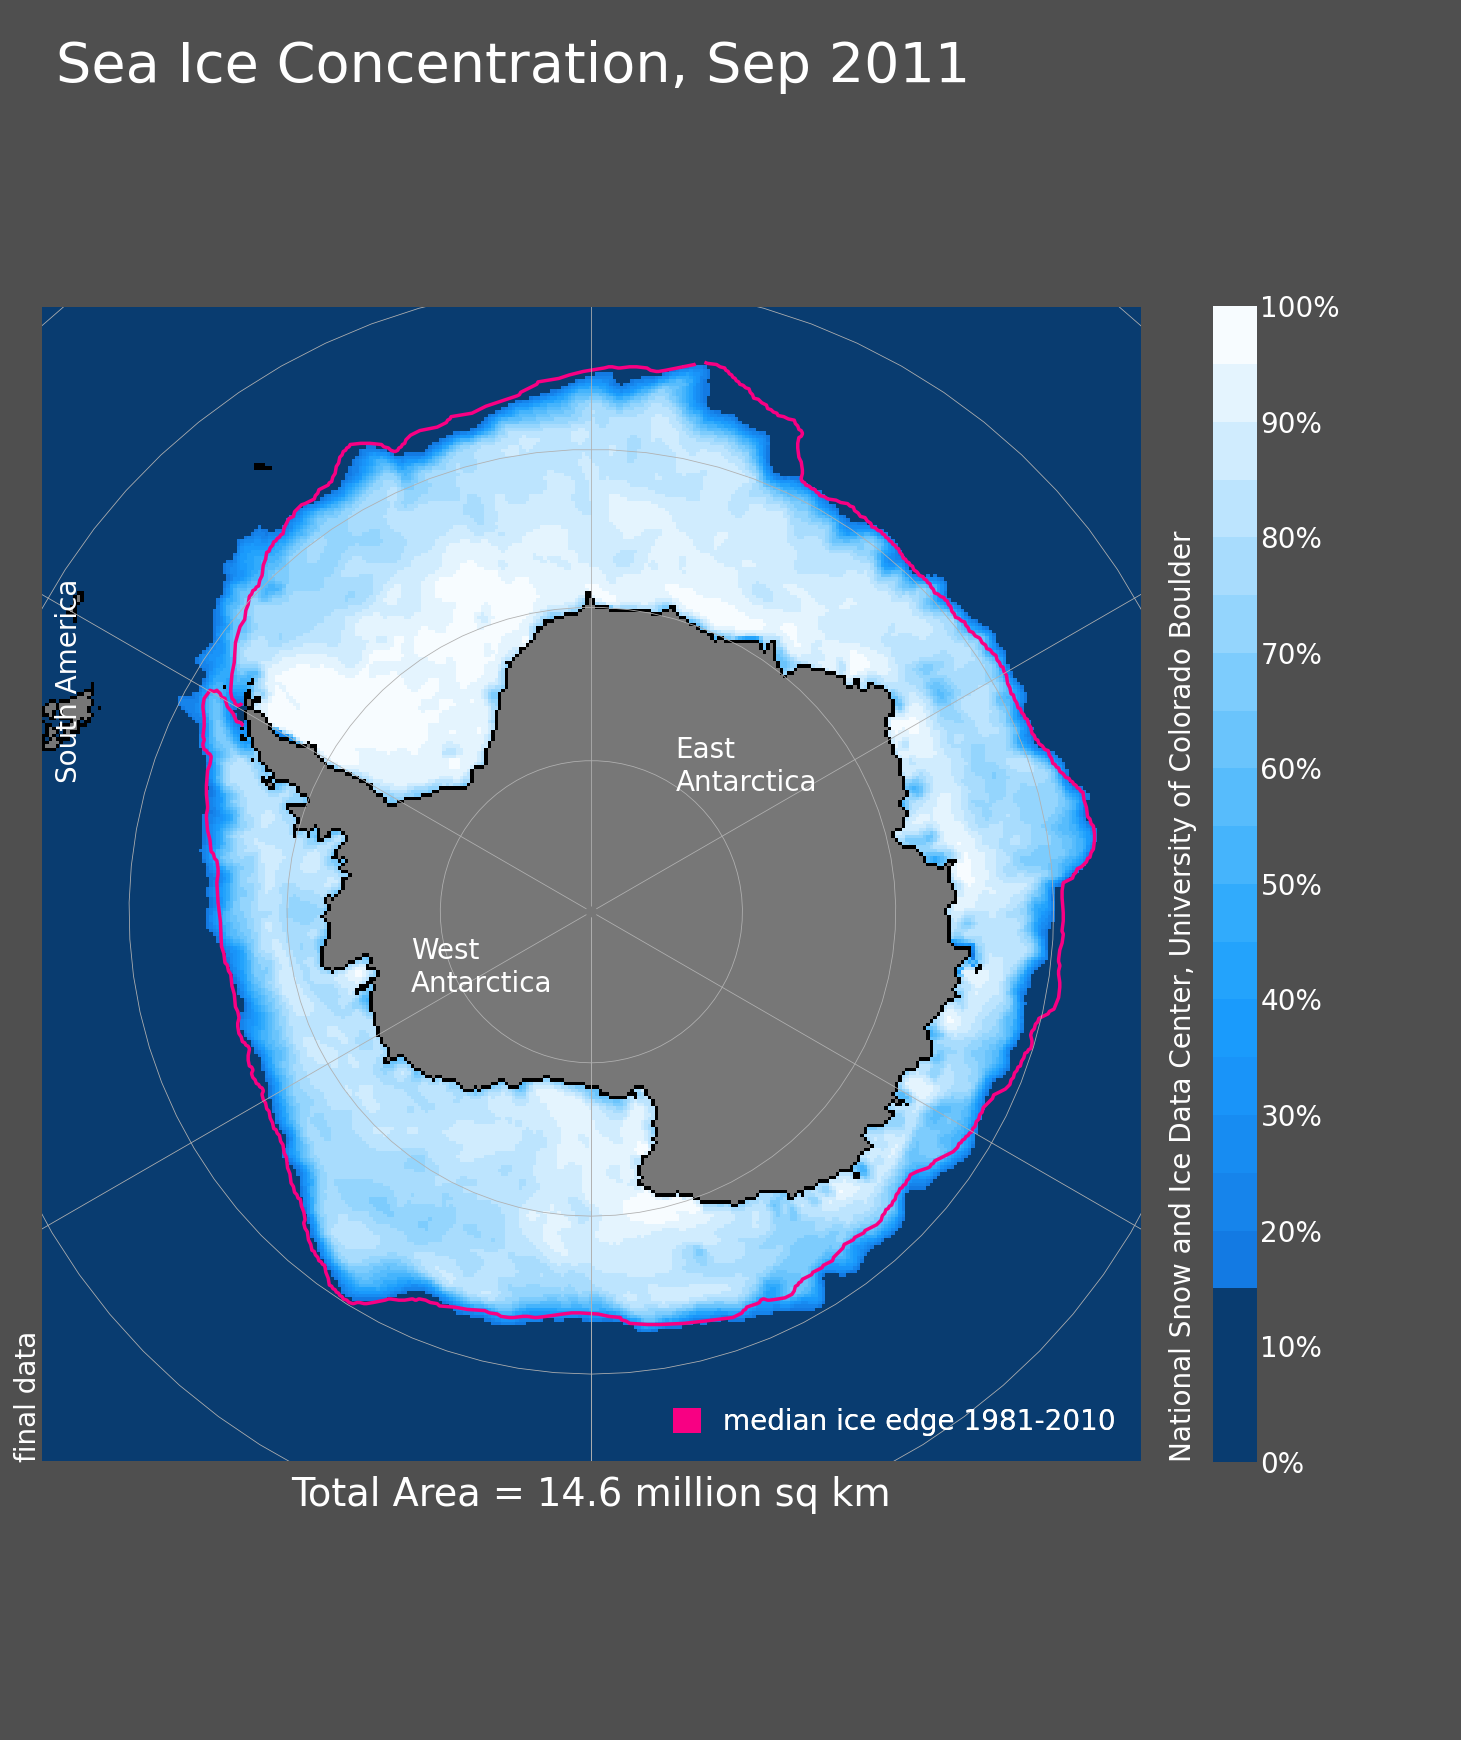 Sea Ice Concentration, Sep 2011
South America
East
Antarctica
West
Antarctica
median ice edge 1981-2010
final data
Total Area = 14.6 million sq km
National Snow and Ice Data Center, University of Colorado Boulder
100%
90%
80%
70%
60%
50%
40%
30%
20%
10%
0%